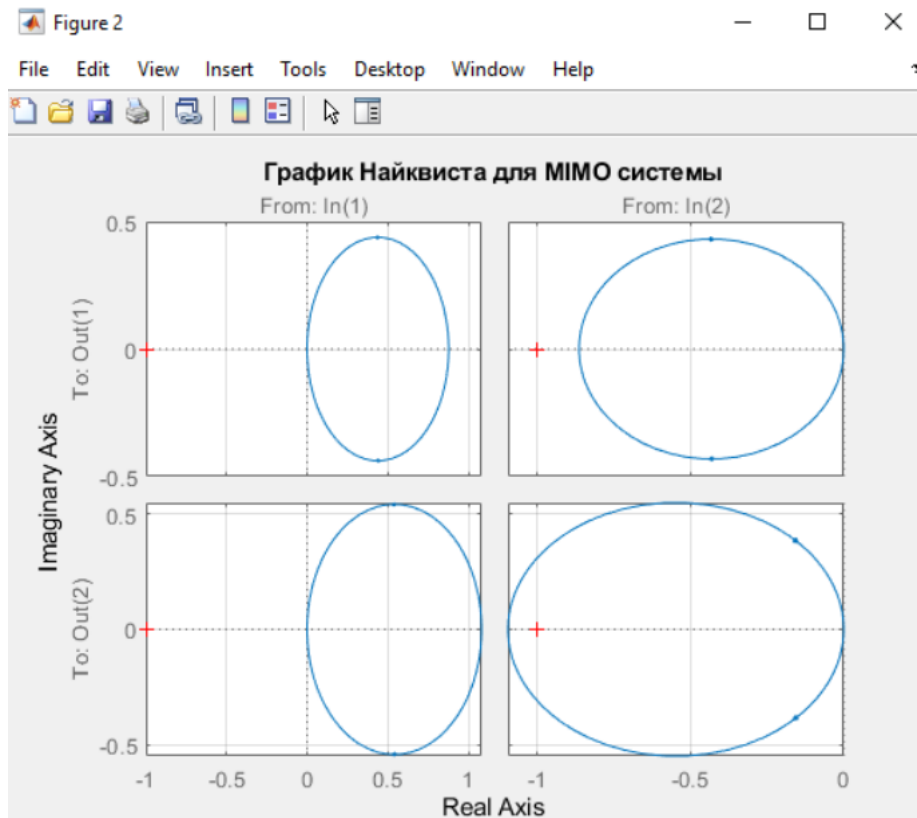 Figure 2
File Edit View Insert Tools Desktop Window Help
График Найквиста для MIMO системы
From: In(1) From: In(2)
To: Out(1)
0.5
0
-0.5
Imaginary Axis
To: Out(2)
0.5
0
-0.5
-1 -0.5 0 0.5 1 -1 -0.5 0
Real Axis